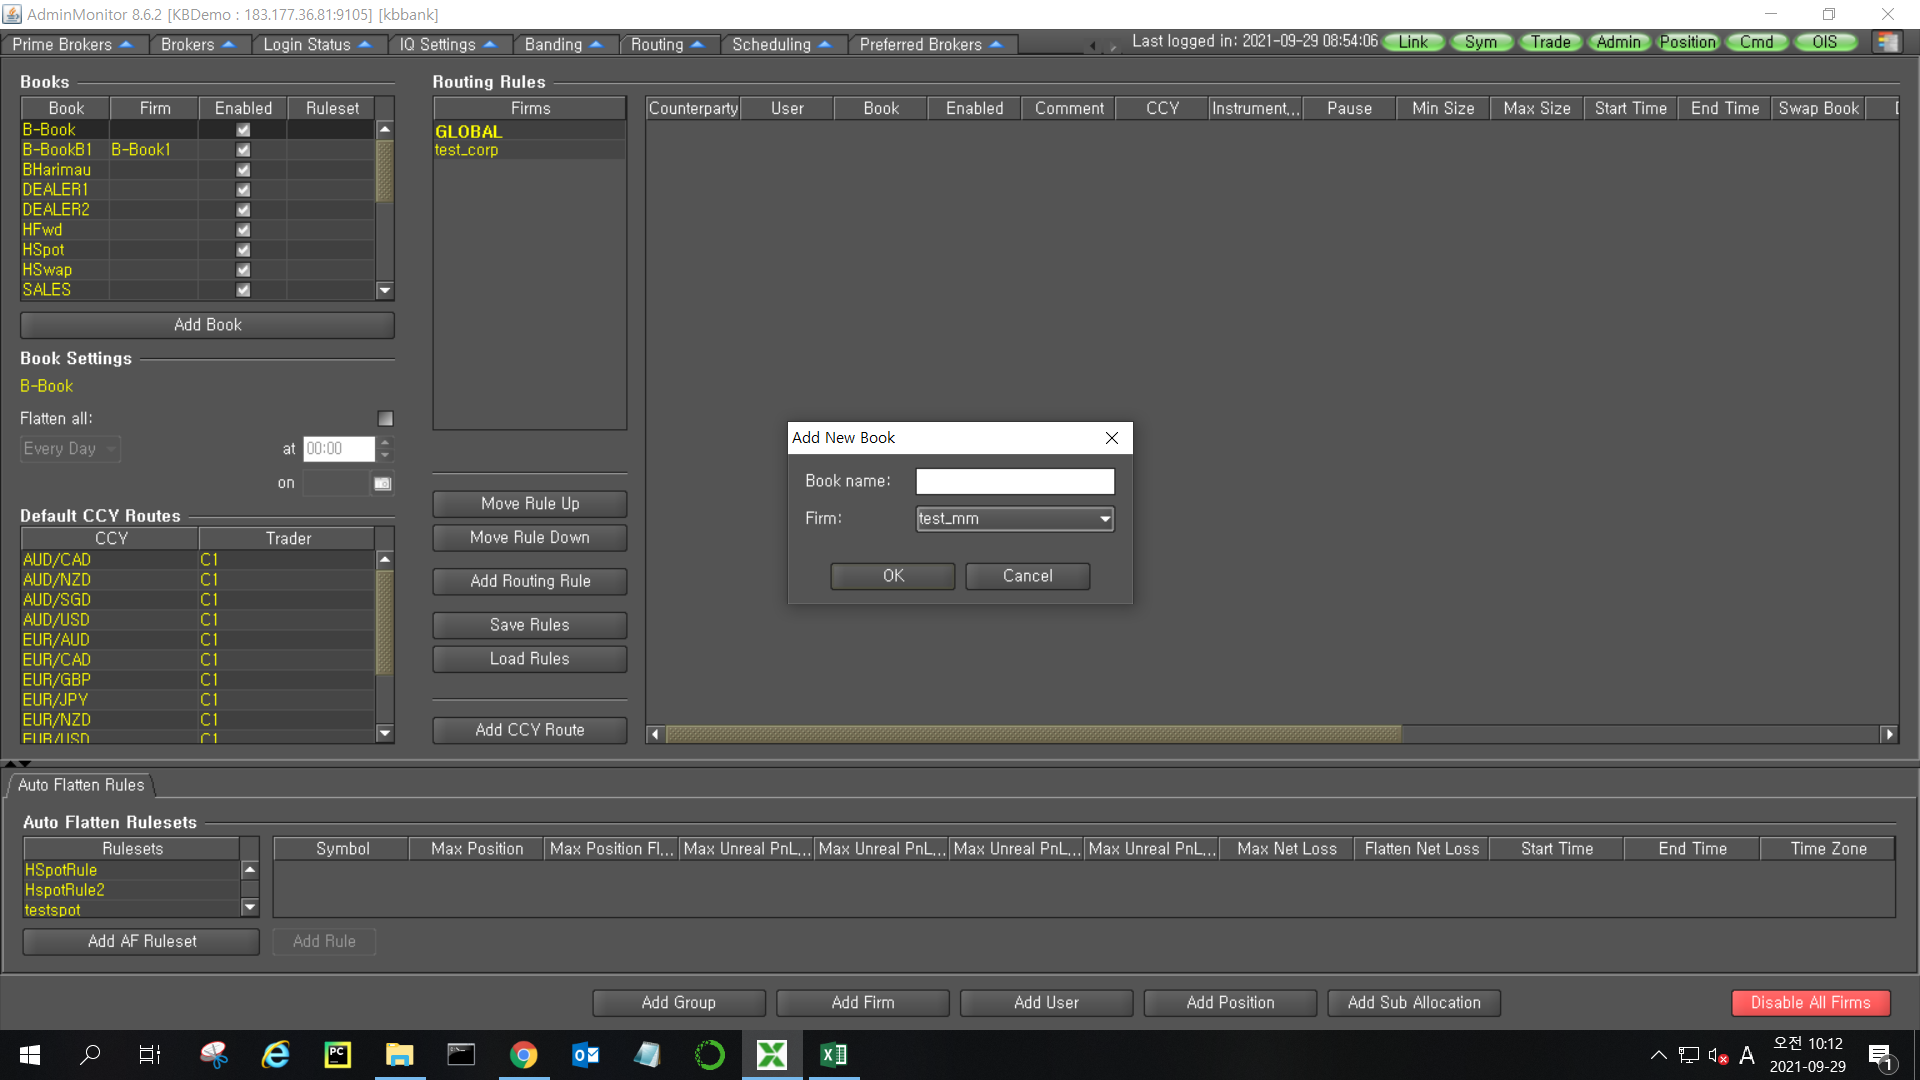 AdminMonitor 8.6.2 [KBDemo : 183.177.36.81:9105] [kbbank]
Prime Brokers
Brokers
Login Status
IQ Settings
Banding
Routing
Scheduling
Preferred Brokers
Last logged in: 2021-09-29 08:54:06
Link
Sym
Trade
Admin
Position
Cmd
OIS
Books
Book Firm Enabled Ruleset
B-Book
B-BookB1 B-Book1
BHarimau
DEALER1
DEALER2
HFwd
HSpot
HSwap
SALES
Add Book
Book Settings
B-Book
Flatten all:
Every Day at 00:00
on
Default CCY Routes
CCY Trader
AUD/CAD C1
AUD/NZD C1
AUD/SGD C1
AUD/USD C1
EUR/AUD C1
EUR/CAD C1
EUR/GBP C1
EUR/JPY C1
EUR/NZD C1
EUR/USD C1
Routing Rules
Firms
GLOBAL
test_corp
Move Rule Up
Move Rule Down
Add Routing Rule
Save Rules
Load Rules
Add CCY Route
Counterparty User Book Enabled Comment CCY Instrument,,, Pause Min Size Max Size Start Time End Time Swap Book
Add New Book
Book name:
Firm: test_mm
OK Cancel
Auto Flatten Rules
Auto Flatten Rulesets
Rulesets
HSpotRule
HspotRule2
testspot
Add AF Ruleset
Add Rule
Symbol Max Position Max Position Fl,,, Max Unreal PnL,,, Max Unreal PnL,,, Max Unreal PnL,,, Max Unreal PnL,,, Max Net Loss Flatten Net Loss Start Time End Time Time Zone
Add Group
Add Firm
Add User
Add Position
Add Sub Allocation
Disable All Firms
PC
A
오전 10:12
2021-09-29
1